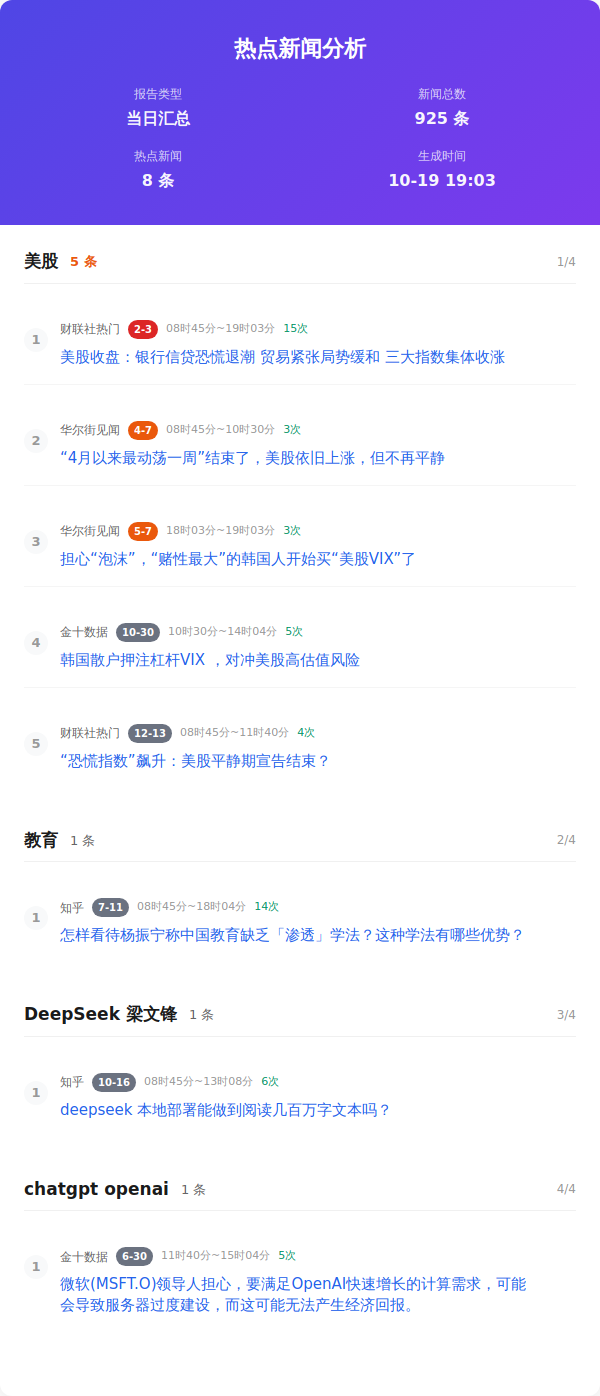 热点新闻分析
报告类型
新闻总数
当日汇总
925 条
热点新闻
生成时间
8 条
10-19 19:03
美股 5 条 1/4
1 财联社热门 2-3 08时45分~19时03分 15次
美股收盘：银行信贷恐慌退潮 贸易紧张局势缓和 三大指数集体收涨
2 华尔街见闻 4-7 08时45分~10时30分 3次
“4月以来最动荡一周”结束了，美股依旧上涨，但不再平静
3 华尔街见闻 5-7 18时03分~19时03分 3次
担心“泡沫”，“赌性最大”的韩国人开始买“美股VIX”了
4 金十数据 10-30 10时30分~14时04分 5次
韩国散户押注杠杆VIX ，对冲美股高估值风险
5 财联社热门 12-13 08时45分~11时40分 4次
“恐慌指数”飙升：美股平静期宣告结束？
教育 1 条 2/4
1 知乎 7-11 08时45分~18时04分 14次
怎样看待杨振宁称中国教育缺乏「渗透」学法？这种学法有哪些优势？
DeepSeek 梁文锋 1 条 3/4
1 知乎 10-16 08时45分~13时08分 6次
deepseek 本地部署能做到阅读几百万字文本吗？
chatgpt openai 1 条 4/4
1 金十数据 6-30 11时40分~15时04分 5次
微软(MSFT.O)领导人担心，要满足OpenAI快速增长的计算需求，可能
会导致服务器过度建设，而这可能无法产生经济回报。